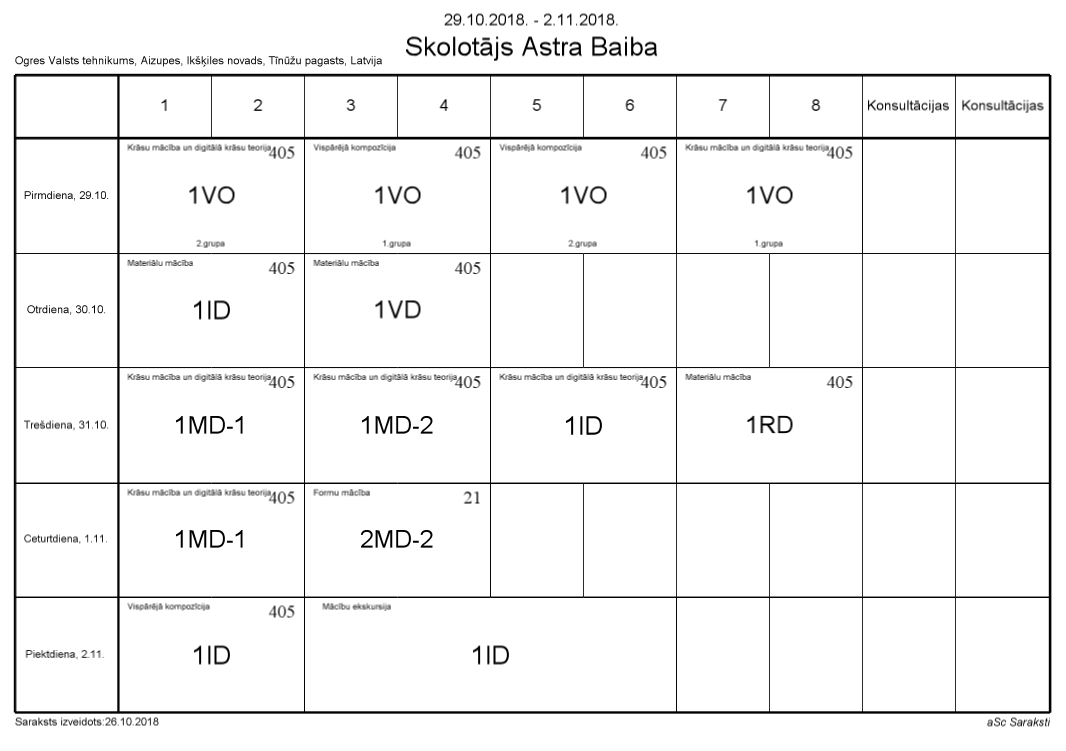 29.10.2018. - 2.11.2018.
Skolotājs Astra Baiba
Ogres Valsts tehnikums, Aizupes, Ikšķiles novads, Tīnūžu pagasts, Latvija
1 2 3 4 5 6 7 8 Konsultācijas Konsultācijas
Krāsu mācība un digitālā krāsu teorija 405 Vispārējā kompozīcija 405 Vispārējā kompozīcija 405 Krāsu mācība un digitālā krāsu teorija 405
Pirmdiena, 29.10. 1VO 1VO 1VO 1VO
2.grupa 1.grupa 2.grupa 1.grupa
Materiālu mācība 405 Materiālu mācība 405
Otrdiena, 30.10. 1ID 1VD
Krāsu mācība un digitālā krāsu teorija 405 Krāsu mācība un digitālā krāsu teorija 405 Krāsu mācība un digitālā krāsu teorija 405 Materiālu mācība 405
Trešdiena, 31.10. 1MD-1 1MD-2 1ID 1RD
Krāsu mācība un digitālā krāsu teorija 405 Formu mācība 21
Ceturtdiena, 1.11. 1MD-1 2MD-2
Vispārējā kompozīcija 405 Mācību ekskursija
Piektdiena, 2.11. 1ID 1ID
Saraksts izveidots:26.10.2018 aSc Saraksti